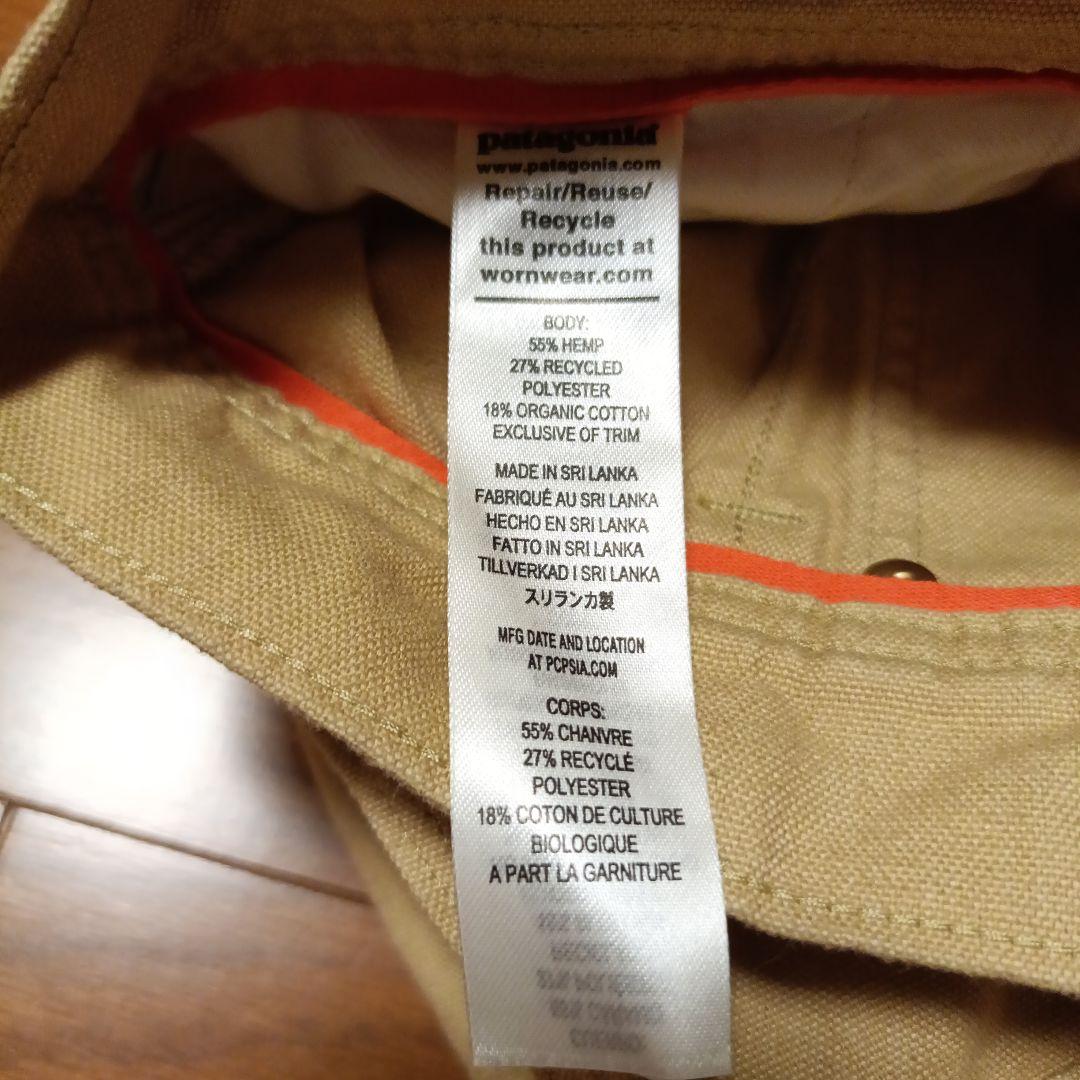 patagonia
www.patagonia.com
Repair/Reuse/
Recycle
this product at
wornwear.com
BODY:
55% HEMP
27% RECYCLED
POLYESTER
18% ORGANIC COTTON
EXCLUSIVE OF TRIM
MADE IN SRI LANKA
FABRIQUÉ AU SRI LANKA
HECHO EN SRI LANKA
FATTO IN SRI LANKA
TILLVERKAD I SRI LANKA
スリランカ製
MFG DATE AND LOCATION
AT PCPSIA.COM
CORPS:
55% CHANVRE
27% RECYCLÉ
POLYESTER
18% COTON DE CULTURE
BIOLOGIQUE
A PART LA GARNITURE